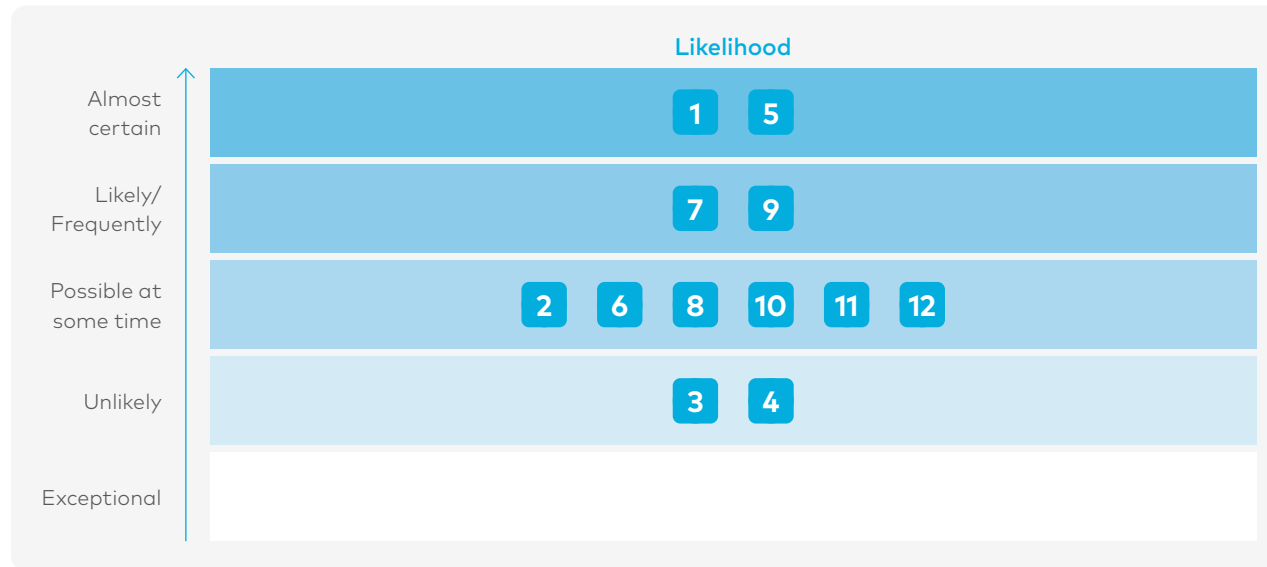 Likelihood
Almost
certain
1 5
Likely/
Frequently
7 9
Possible at
some time
2 6 8 10 11 12
Unlikely
3 4
Exceptional